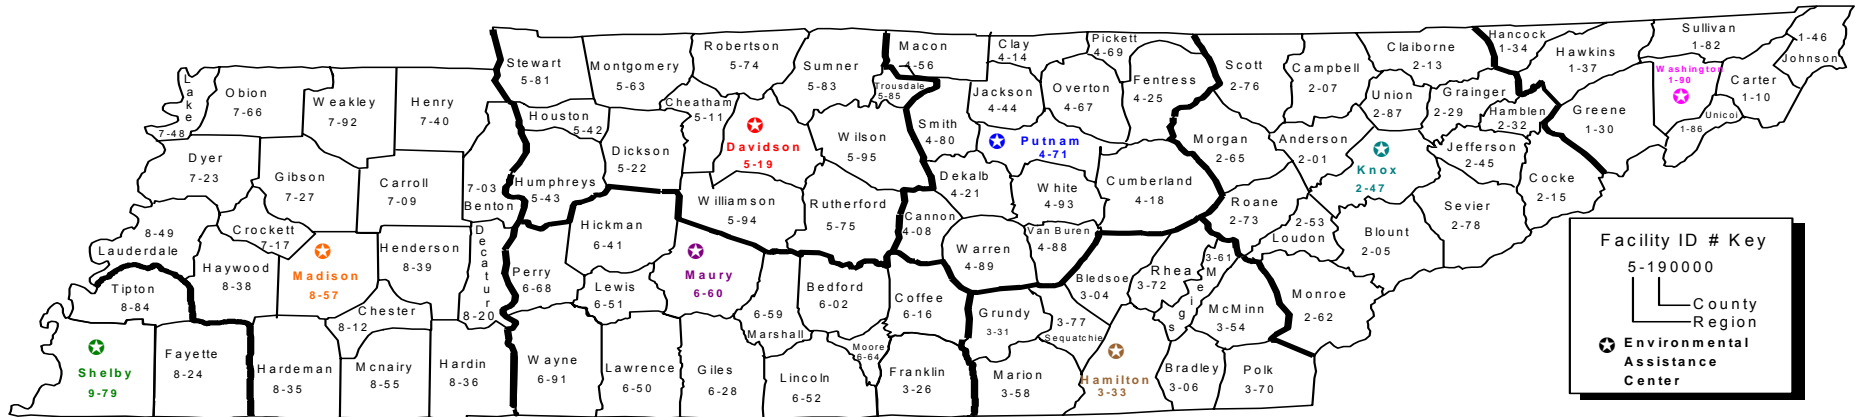 Lake
7-48
Obion
7-66
Weakley
7-92
Henry
7-40
Dyer
7-23
Gibson
7-27
Carroll
7-09
7-03
Benton
8-49
Lauderdale
Crockett
7-17
Haywood
8-38
Madison
8-57
Henderson
8-39
Decatur
8-20
Tipton
8-84
Chester
8-12
Shelby
9-79
Fayette
8-24
Hardeman
8-35
Mcnairy
8-55
Hardin
8-36
Stewart
5-81
Montgomery
5-63
Robertson
5-74
Sumner
5-83
Trousdale
5-85
Macon
4-56
Clay
4-14
Pickett
4-69
Houston
5-42
Dickson
5-22
Cheatham
5-11
Davidson
5-19
Wilson
5-95
Smith
4-80
Jackson
4-44
Overton
4-67
Fentress
4-25
Putnam
4-71
Humphreys
5-43
Williamson
5-94
Rutherford
5-75
Cannon
4-08
Dekalb
4-21
White
4-93
Cumberland
4-18
Van Buren
4-88
Warren
4-89
Hickman
6-41
Perry
6-68
Lewis
6-51
Maury
6-60
6-59
Marshall
Bedford
6-02
Coffee
6-16
Moore
6-64
Wayne
6-91
Lawrence
6-50
Giles
6-28
Lincoln
6-52
Franklin
3-26
Grundy
3-31
3-77
Sequatchie
Marion
3-58
Bledsoe
3-04
Rhea
3-72
3-61
Meigs
McMinn
3-54
Hamilton
3-33
Bradley
3-06
Polk
3-70
Scott
2-76
Campbell
2-07
Claiborne
2-13
Morgan
2-65
Anderson
2-01
Union
2-87
Grainger
2-29
Hamblen
2-32
Jefferson
2-45
Knox
2-47
Roane
2-73
2-53
Loudon
Blount
2-05
Sevier
2-78
Cocke
2-15
Monroe
2-62
Hancock
1-34
Hawkins
1-37
Sullivan
1-82
1-46
Johnson
Washington
1-90
Carter
1-10
Greene
1-30
Unicoi
1-86
Facility ID # Key
5-190000
County
Region
Environmental
Assistance
Center